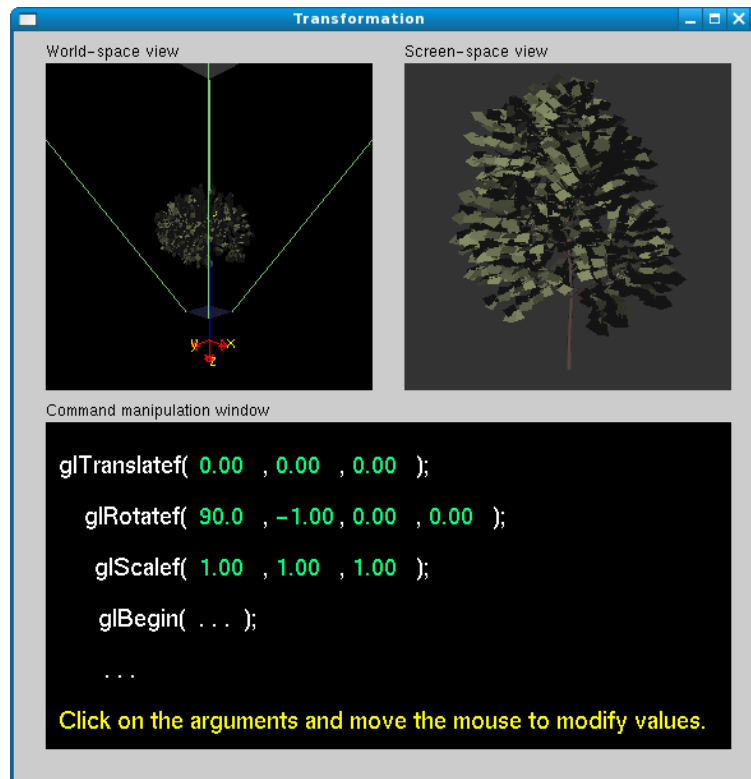 Transformation
World-space view
Screen-space view
y x
z
Command manipulation window
glTranslatef( 0.00 , 0.00 , 0.00 );
glRotatef( 90.0 , -1.00 , 0.00 , 0.00 );
glScalef( 1.00 , 1.00 , 1.00 );
glBegin( . . . );
. . .
Click on the arguments and move the mouse to modify values.